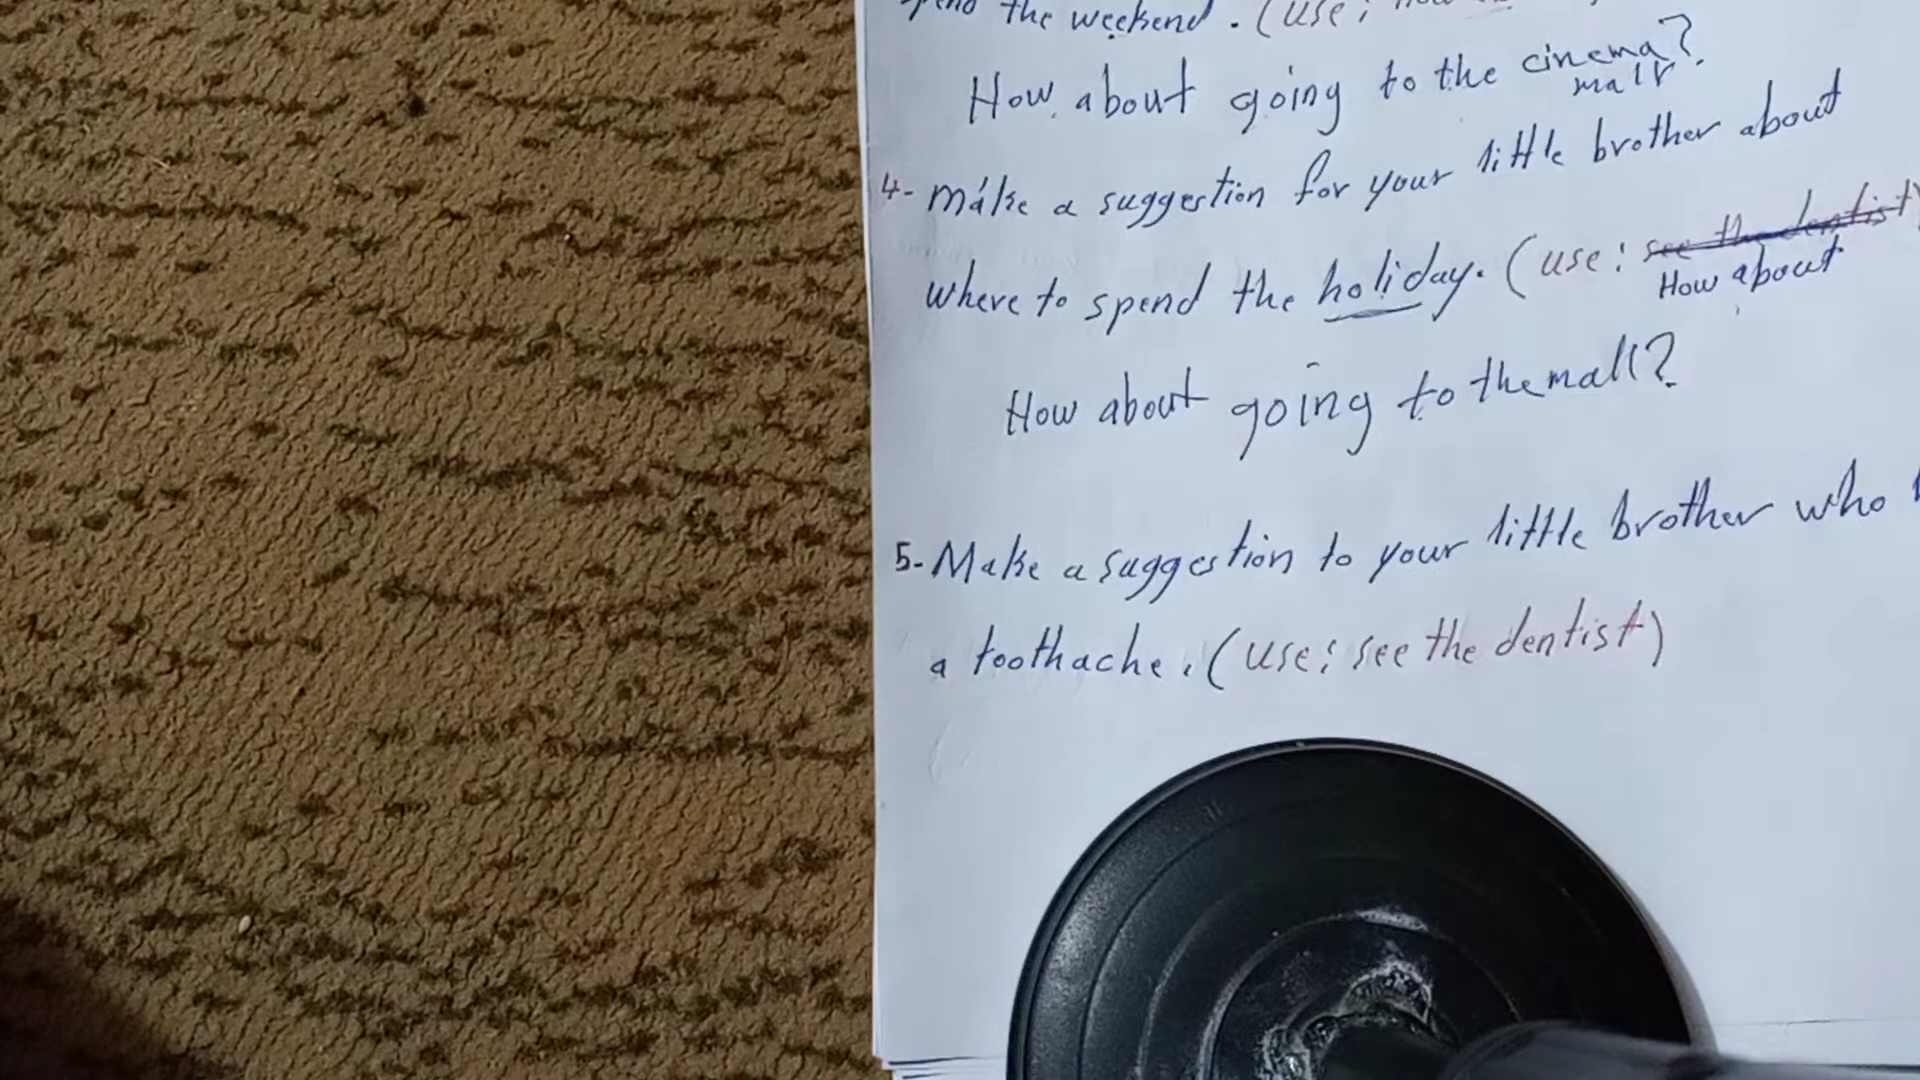 the weekend. (use:
How about going to the cinema?
mall
4- make a suggestion for your little brother about
where to spend the holiday. (use: see the dentist)
How about
How about going to the mall?
5- Make a suggestion to your little brother who
a toothache. (use: see the dentist)